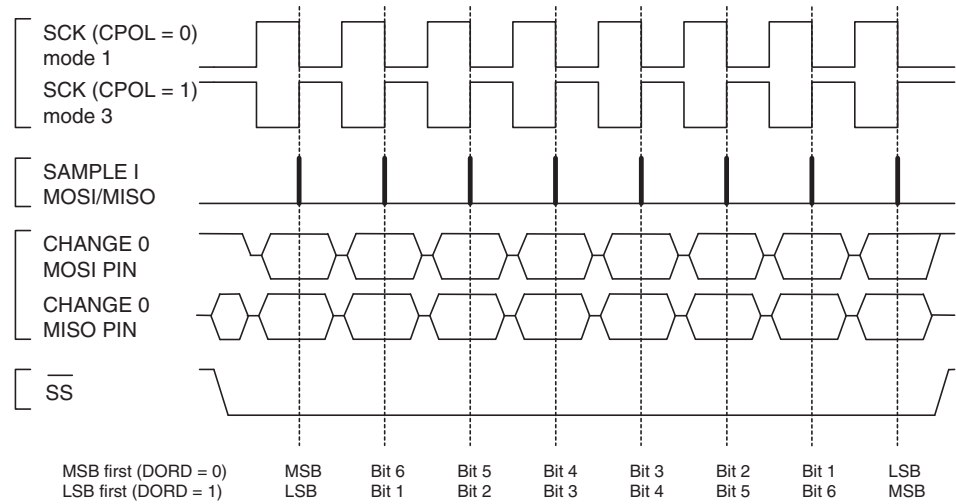 SCK (CPOL = 0)
mode 1
SCK (CPOL = 1)
mode 3
SAMPLE I
MOSI/MISO
CHANGE 0
MOSI PIN
CHANGE 0
MISO PIN
SS
MSB first (DORD = 0) MSB Bit 6 Bit 5 Bit 4 Bit 3 Bit 2 Bit 1 LSB
LSB first (DORD = 1) LSB Bit 1 Bit 2 Bit 3 Bit 4 Bit 5 Bit 6 MSB